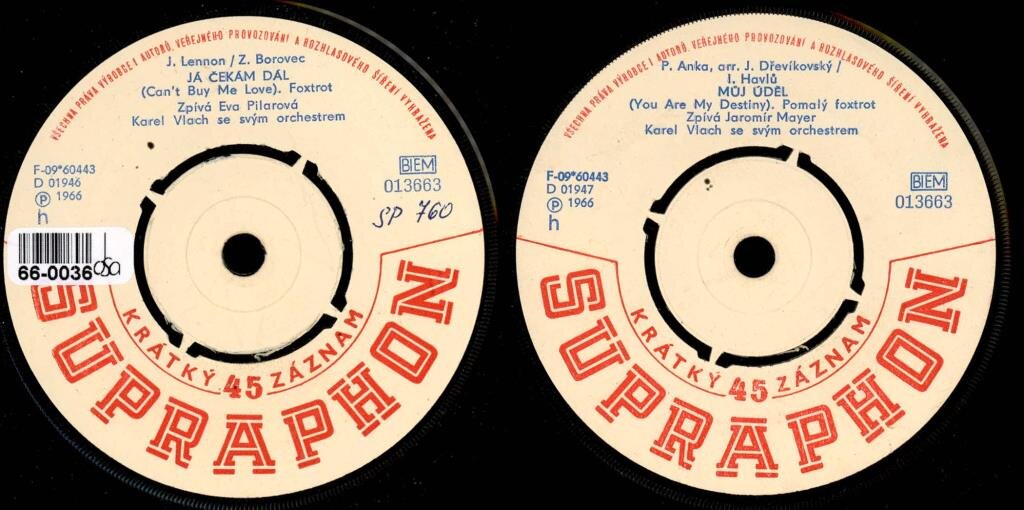 VŠECHNA PRÁVA VÝROBCE I AUTORŮ. VEŘEJNÉHO PROVOZOVÁNÍ A ROZHLASOVÉHO ŠÍŘENÍ VYHRAŽENA
J. Lennon / Z. Borovec
JÁ ČEKÁM DÁL
(Can't Buy Me Love). Foxtrot
Zpívá Eva Pilarová
Karel Vlach se svým orchestrem
F-09*60443
D 01946
Ⓟ 1966
h
BIEM
013663
SP 760
66-0036 osa
KRÁTKÝ 45 ZÁZNAM
SUPRAPHON
VŠECHNA PRÁVA VÝROBCE I AUTORŮ. VEŘEJNÉHO PROVOZOVÁNÍ A ROZHLASOVÉHO ŠÍŘENÍ VYHRAŽENA
P. Anka, arr. J. Dřevíkovský /
I. Havlů
MŮJ ÚDĚL
(You Are My Destiny). Pomalý foxtrot
Zpívá Jaromír Mayer
Karel Vlach se svým orchestrem
F-09*60443
D 01947
Ⓟ 1966
h
BIEM
013663
KRÁTKÝ 45 ZÁZNAM
SUPRAPHON